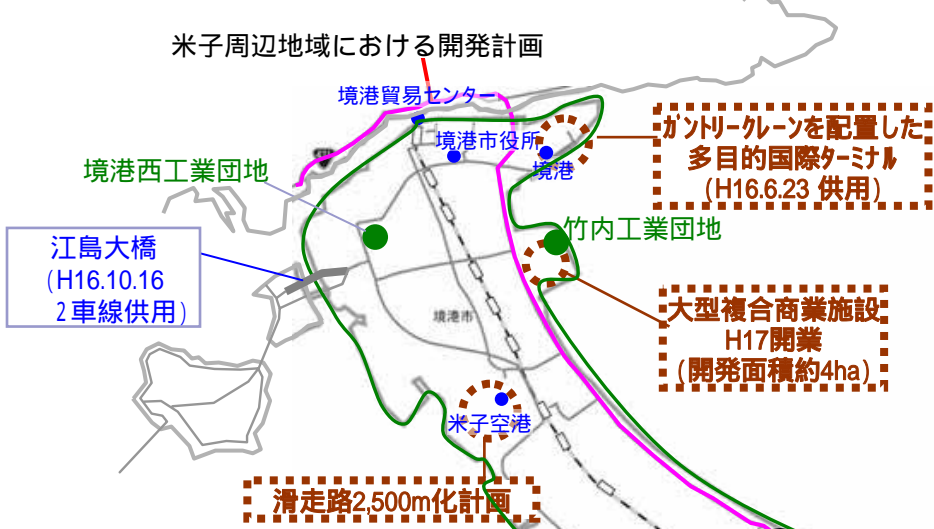 米子周辺地域における開発計画
境港貿易センター
境港市役所
境港
ガントリークレーンを配置した
多目的国際ターミナル
(H16.6.23 供用)
境港西工業団地
竹内工業団地
江島大橋
(H16.10.16
2車線供用)
大型複合商業施設
H17開業
(開発面積約4ha)
境港市
米子空港
滑走路2,500m化計画